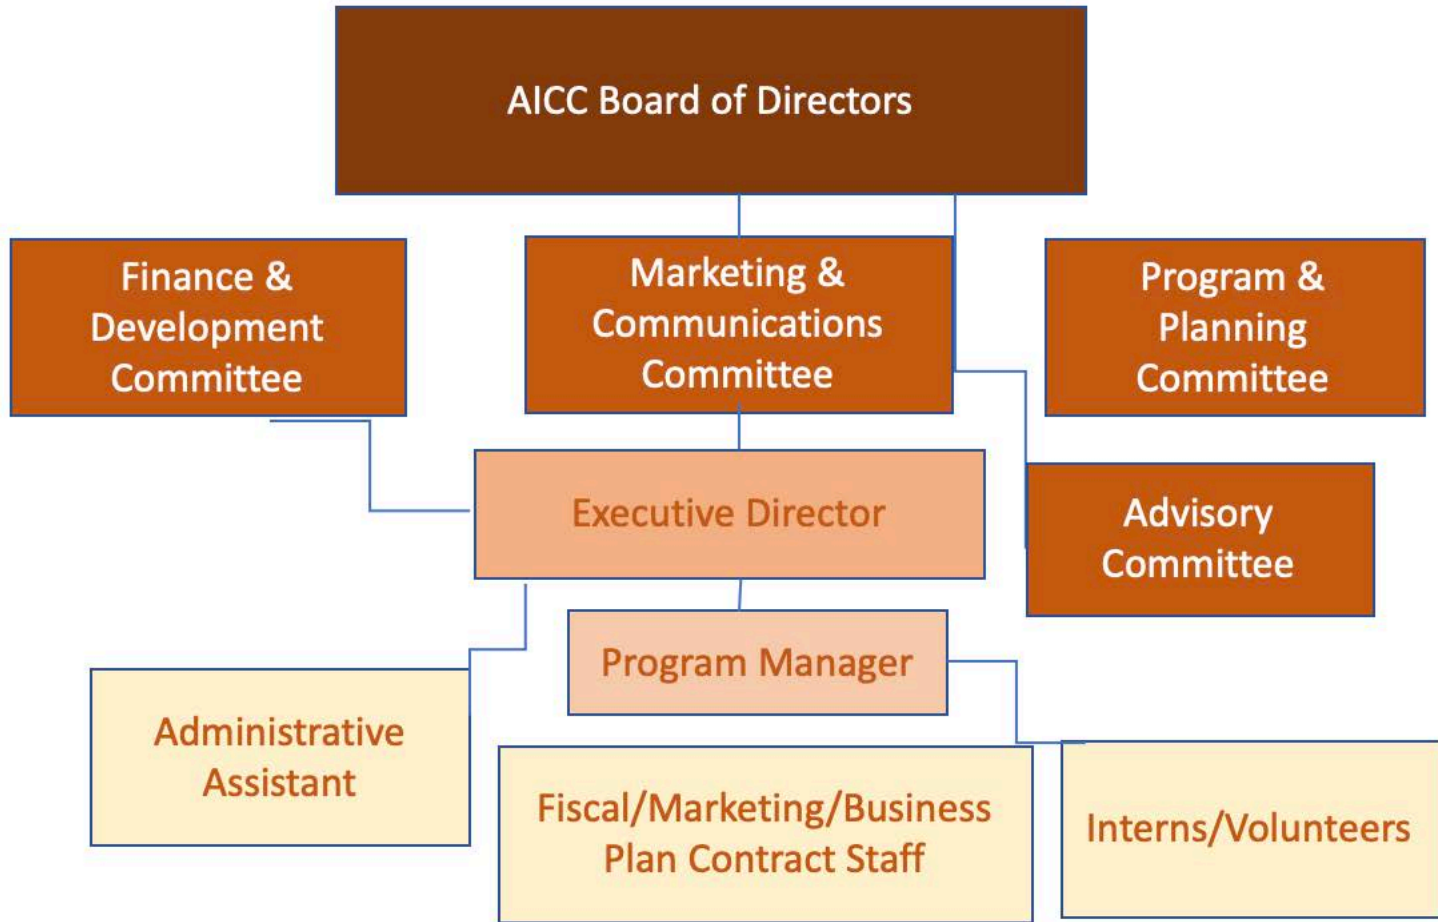 AICC Board of Directors
Finance &
Development
Committee
Marketing &
Communications
Committee
Program &
Planning
Committee
Executive Director
Advisory
Committee
Program Manager
Administrative
Assistant
Fiscal/Marketing/Business
Plan Contract Staff
Interns/Volunteers